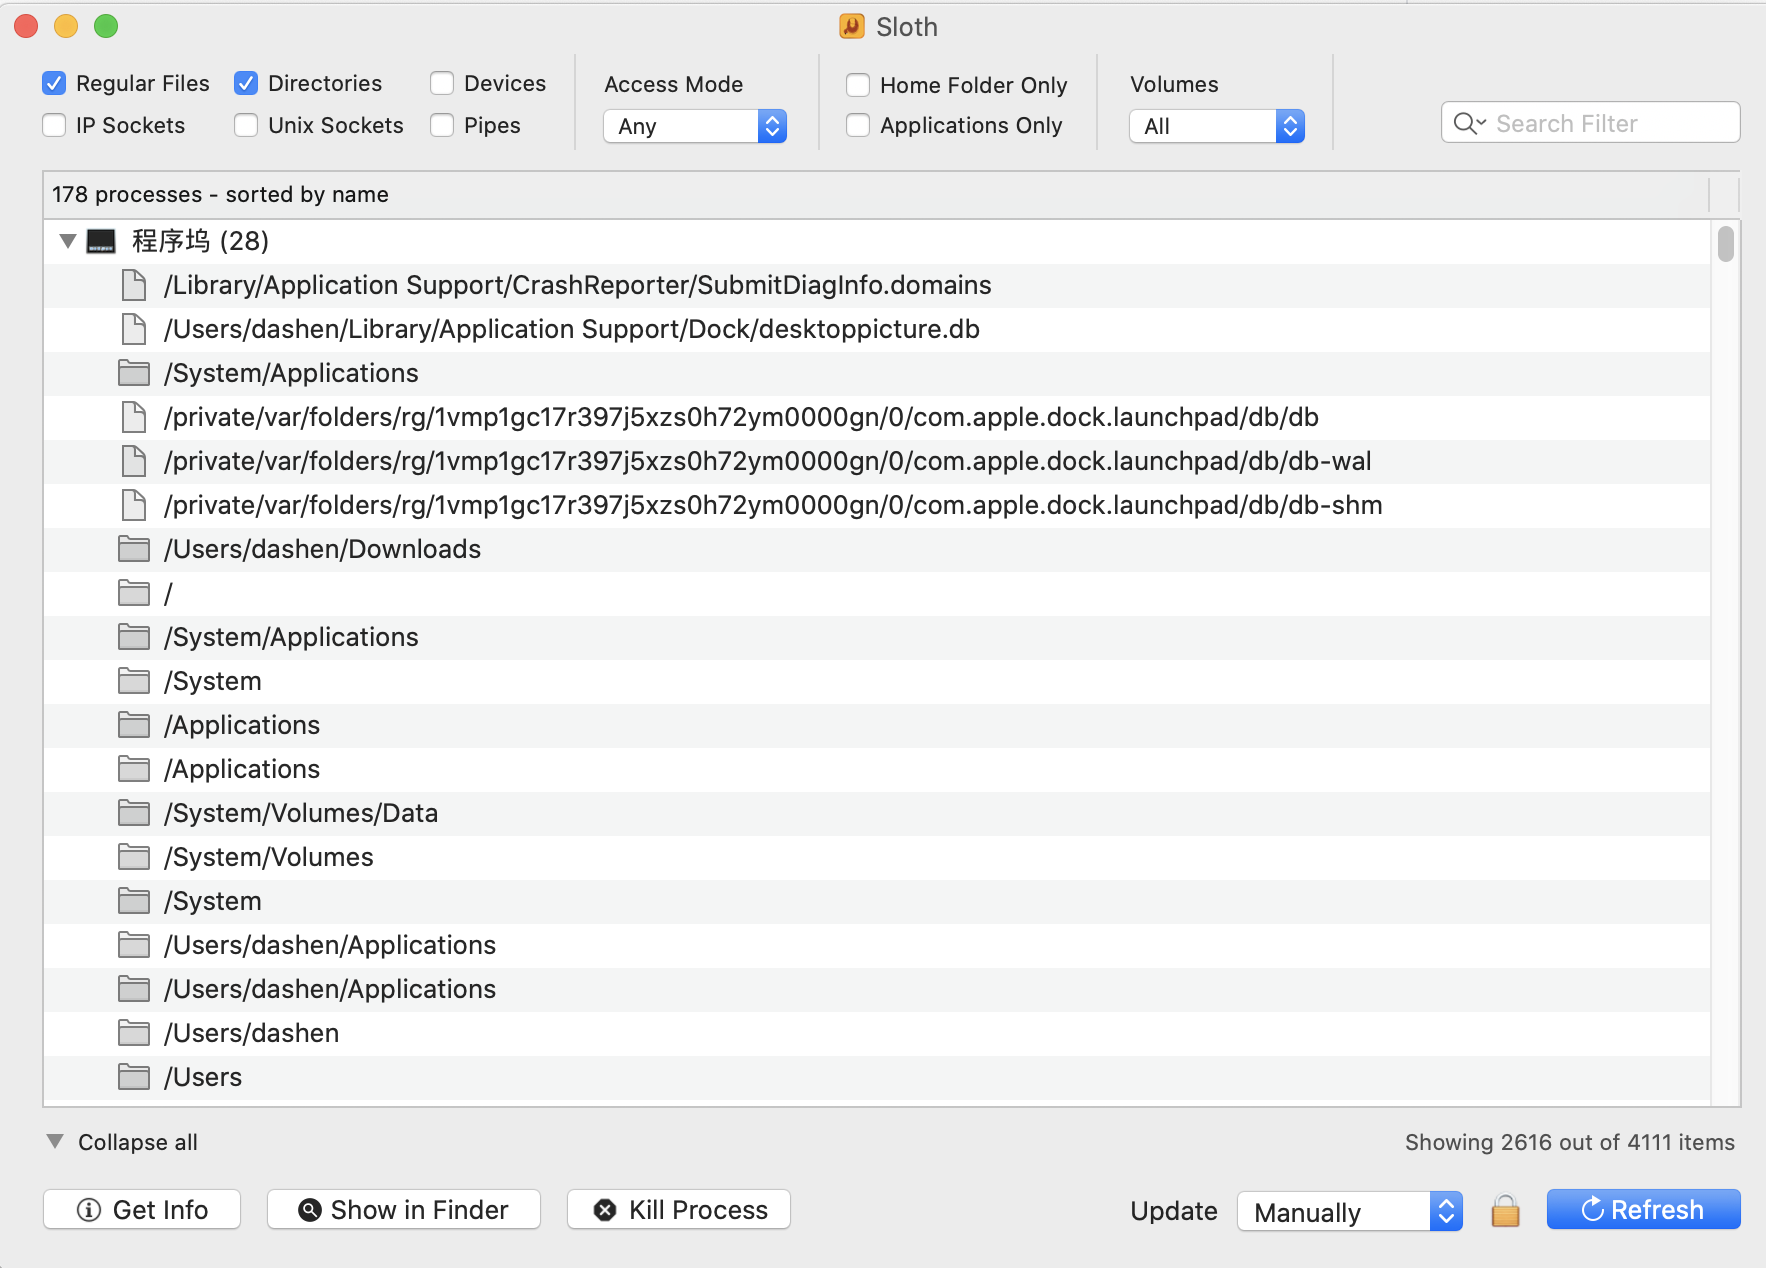 Sloth
Regular Files Directories Devices Access Mode Home Folder Only Volumes
IP Sockets Unix Sockets Pipes Any Applications Only All Search Filter
178 processes - sorted by name
程序坞 (28)
/Library/Application Support/CrashReporter/SubmitDiagInfo.domains
/Users/dashen/Library/Application Support/Dock/desktoppicture.db
/System/Applications
/private/var/folders/rg/1vmp1gc17r397j5xzs0h72ym0000gn/0/com.apple.dock.launchpad/db/db
/private/var/folders/rg/1vmp1gc17r397j5xzs0h72ym0000gn/0/com.apple.dock.launchpad/db/db-wal
/private/var/folders/rg/1vmp1gc17r397j5xzs0h72ym0000gn/0/com.apple.dock.launchpad/db/db-shm
/Users/dashen/Downloads
/
/System/Applications
/System
/Applications
/Applications
/System/Volumes/Data
/System/Volumes
/System
/Users/dashen/Applications
/Users/dashen/Applications
/Users/dashen
/Users
Collapse all Showing 2616 out of 4111 items
Get Info Show in Finder Kill Process Update Manually Refresh